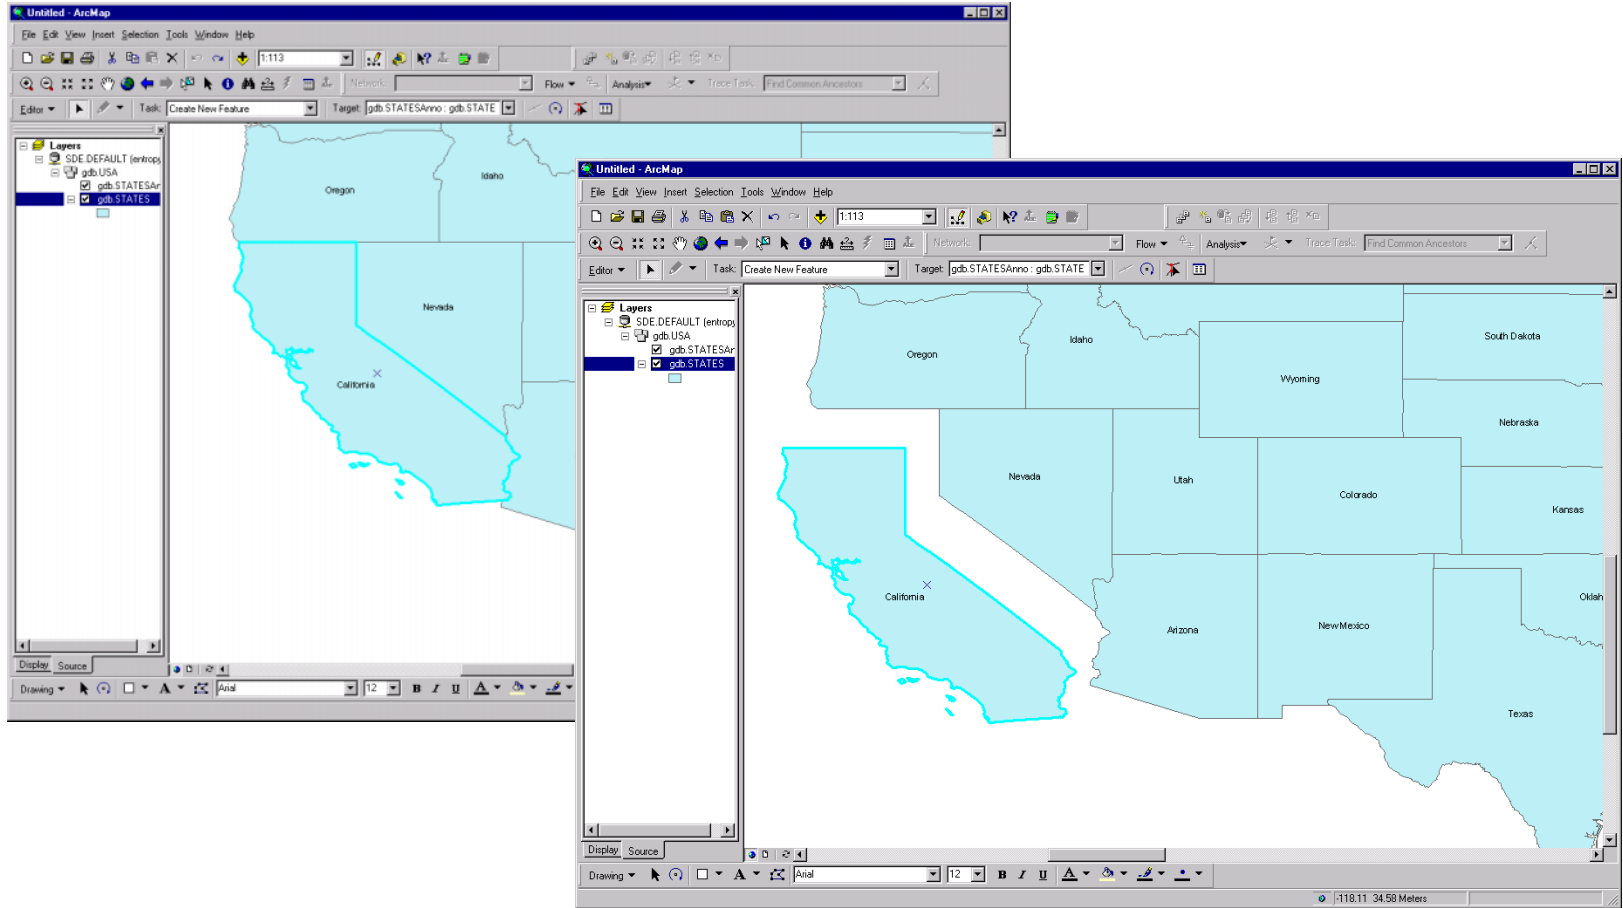 Untitled - ArcMap
File Edit View Insert Selection Tools Window Help
1:113
Network: Flow Analysis Trace Task: Find Common Ancestors
Editor Task: Create New Feature Target: gdb.STATESAnno : gdb.STATE
Layers
SDE.DEFAULT (entropy
gdb.USA
gdb.STATESAr
gdb.STATES
Oregon
Idaho
Nevada
California
Display Source
Drawing A Arial 12 B I U A
Untitled - ArcMap
File Edit View Insert Selection Tools Window Help
1:113
Network: Flow Analysis Trace Task: Find Common Ancestors
Editor Task: Create New Feature Target: gdb.STATESAnno : gdb.STATE
Layers
SDE.DEFAULT (entropy
gdb.USA
gdb.STATESAr
gdb.STATES
South Dakota
Idaho
Oregon
Wyoming
Nebraska
Nevada
Utah
Colorado
Kansas
California
Oklah
Arizona
New Mexico
Texas
Display Source
Drawing A Arial 12 B I U A
-118.11 34.58 Meters